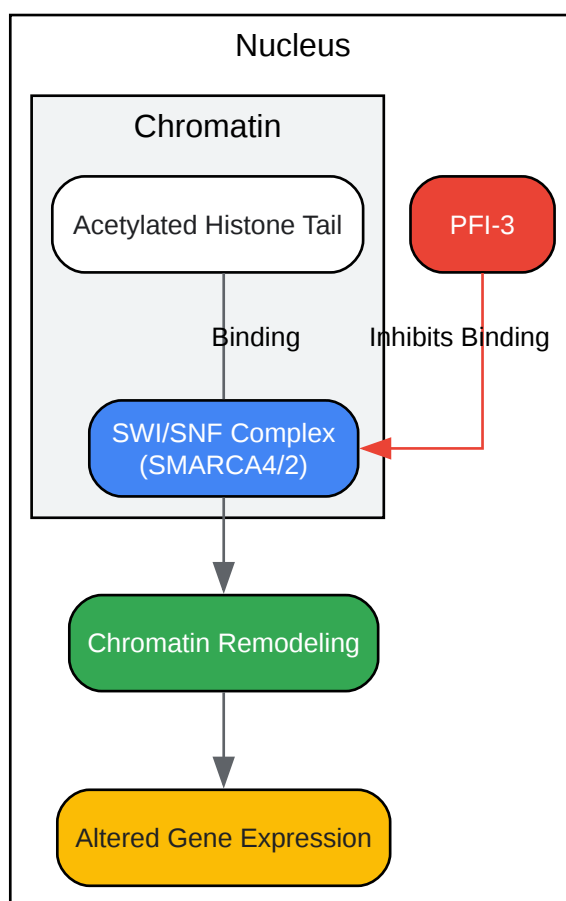 Nucleus
Chromatin
Acetylated Histone Tail
PFI-3
Binding
Inhibits Binding
SWI/SNF Complex
(SMARCA4/2)
Chromatin Remodeling
Altered Gene Expression